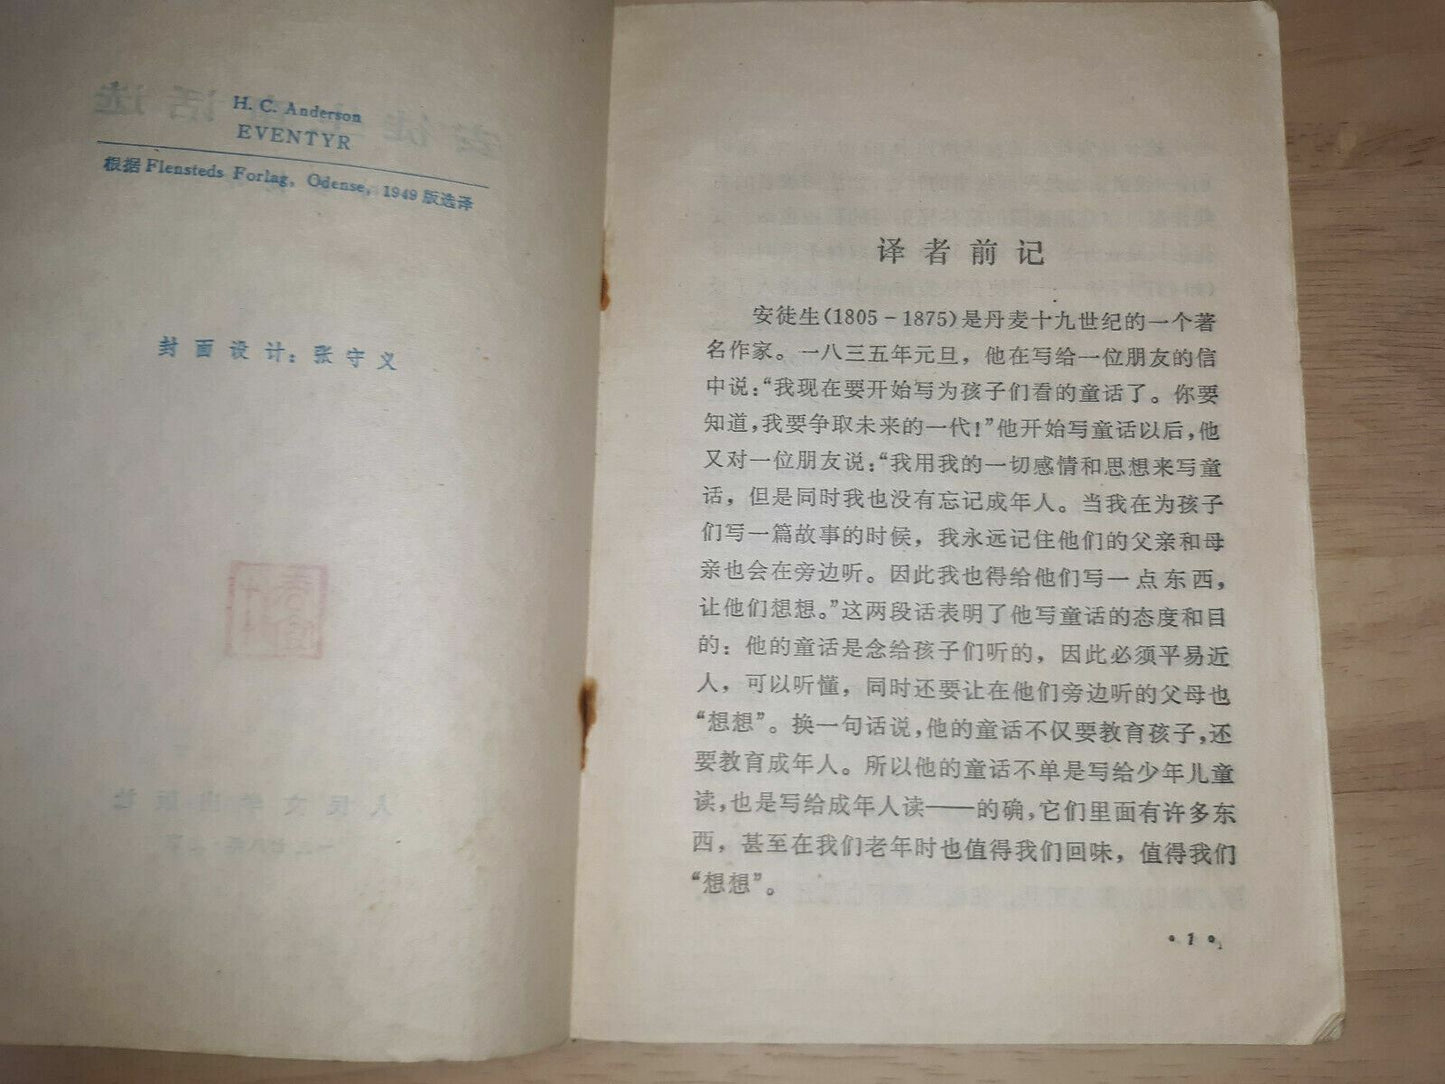 H. C. Anderson
EVENTYR
根据 Flensteds Forlag, Odense, 1949 版选译
封面设计：张守义
译者前记
安徒生(1805－1875)是丹麦十九世纪的一个著
名作家。一八三五年元旦，他在写给一位朋友的信
中说：“我现在要开始写为孩子们看的童话了。你要
知道，我要争取未来的一代！”他开始写童话以后，他
又对一位朋友说：“我用我的一切感情和思想来写童
话，但是同时我也没有忘记成年人。当我在为孩子
们写一篇故事的时候，我永远记住他们的父亲和母
亲也会在旁边听。因此我也得给他们写一点东西，
让他们想想。”这两段话表明了他写童话的态度和目
的：他的童话是念给孩子们听的，因此必须平易近
人，可以听懂，同时还要让在他们旁边听的父母也
“想想”。换一句话说，他的童话不仅要教育孩子，还
要教育成年人。所以他的童话不单是写给少年儿童
读，也是写给成年人读——的确，它们里面有许多东
西，甚至在我们老年时也值得我们回味，值得我们
“想想”。
• 1 •